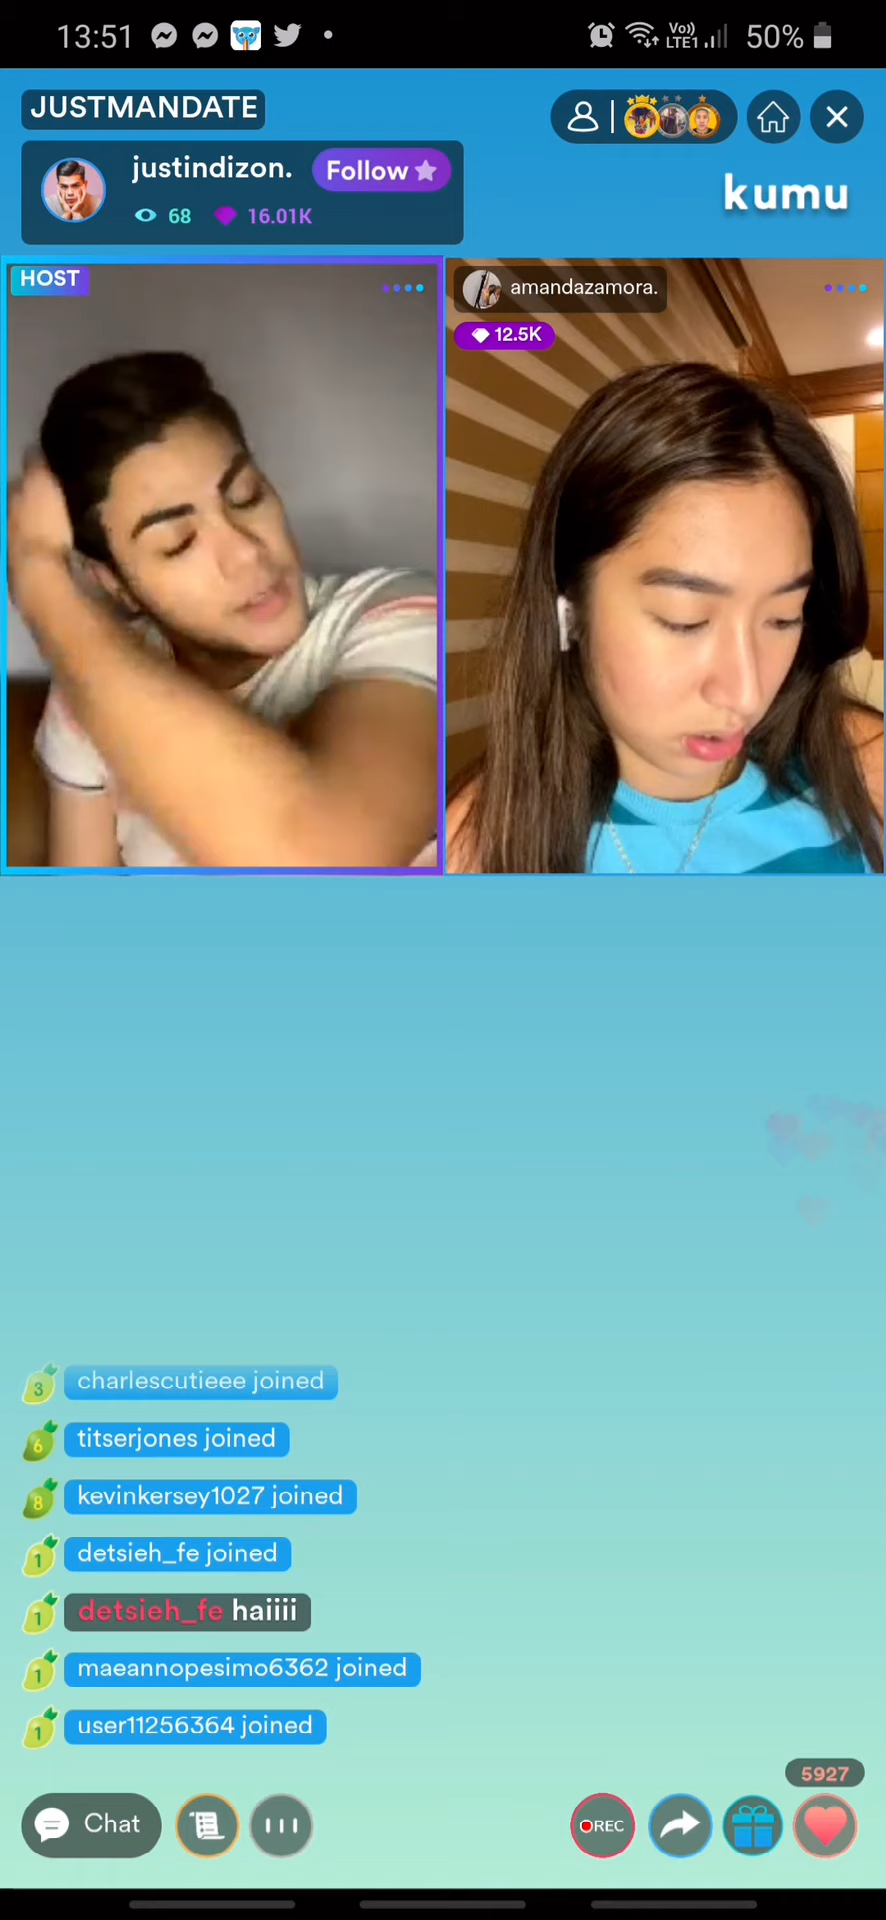 13:51
Vo))
LTE1
50%
JUSTMANDATE
justindizon.
Follow
68
16.01K
kumu
HOST
amandazamora.
12.5K
3
charlescutieee joined
6
titserjones joined
8
kevinkersey1027 joined
1
detsieh_fe joined
1
detsieh_fe haiiii
1
maeannopesimo6362 joined
1
user11256364 joined
5927
Chat
REC